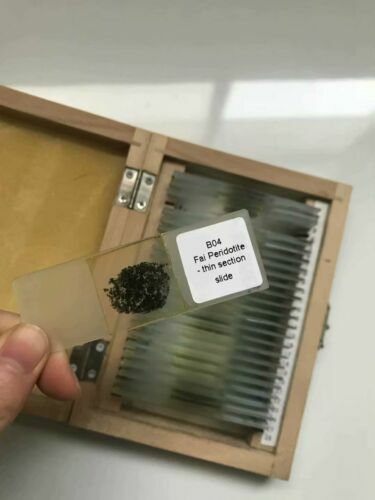 B04
Fai Peridotite
- thin section
slide